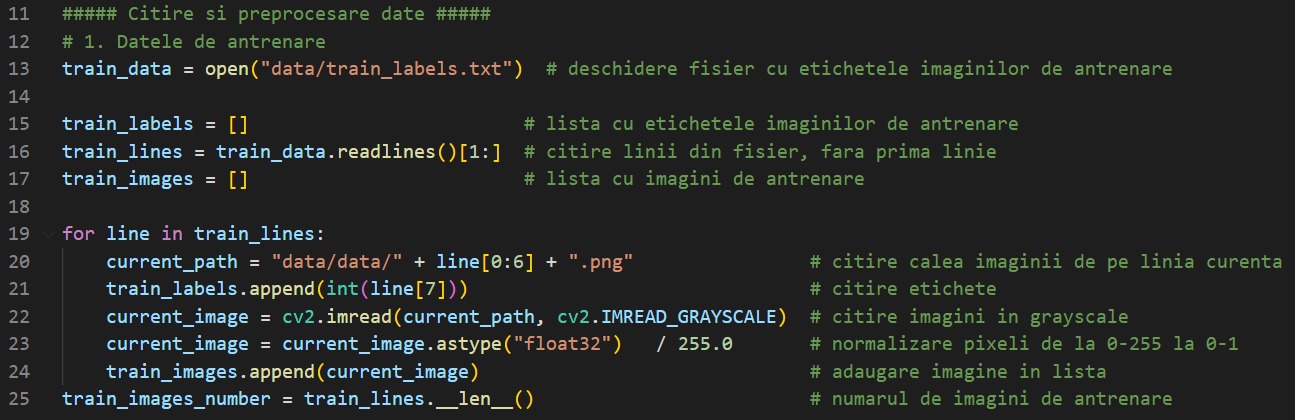 11 ##### Citire si preprocesare date #####
12 # 1. Datele de antrenare
13 train_data = open("data/train_labels.txt")  # deschidere fisier cu etichetele imaginilor de antrenare
14
15 train_labels = []                         # lista cu etichetele imaginilor de antrenare
16 train_lines = train_data.readlines()[1:]  # citire linii din fisier, fara prima linie
17 train_images = []                         # lista cu imagini de antrenare
18
19 for line in train_lines:
20     current_path = "data/data/" + line[0:6] + ".png"                # citire calea imaginii de pe linia curenta
21     train_labels.append(int(line[7]))                               # citire etichete
22     current_image = cv2.imread(current_path, cv2.IMREAD_GRAYSCALE)  # citire imagini in grayscale
23     current_image = current_image.astype("float32")   / 255.0       # normalizare pixeli de la 0-255 la 0-1
24     train_images.append(current_image)                              # adaugare imagine in lista
25 train_images_number = train_lines.__len__()                         # numarul de imagini de antrenare